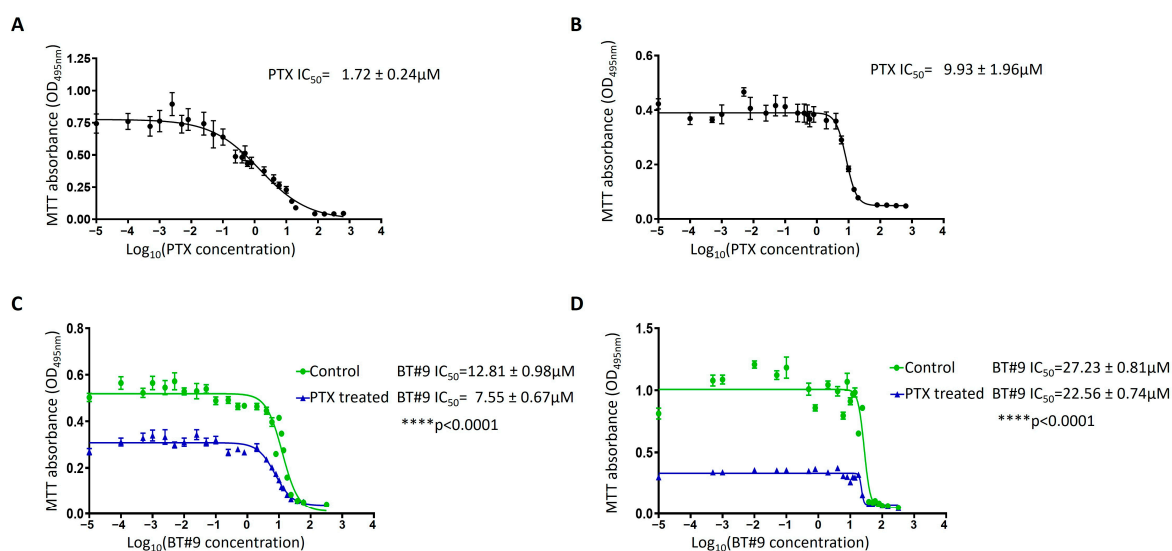 A
MTT absorbance (OD495nm)
1.25
1.00
0.75
0.50
0.25
0.00
−5 −4 −3 −2 −1 0 1 2 3 4
Log10(PTX concentration)
PTX IC50= 1.72 ± 0.24µM
B
MTT absorbance (OD495nm)
0.6
0.4
0.2
0.0
−5 −4 −3 −2 −1 0 1 2 3 4
Log10(PTX concentration)
PTX IC50= 9.93 ± 1.96µM
C
MTT absorbance (OD495nm)
0.8
0.6
0.4
0.2
0.0
−5 −4 −3 −2 −1 0 1 2 3 4
Log10(BT#9 concentration)
Control BT#9 IC50=12.81 ± 0.98µM
PTX treated BT#9 IC50= 7.55 ± 0.67µM
****p<0.0001
D
MTT absorbance (OD495nm)
1.5
1.0
0.5
0.0
−5 −4 −3 −2 −1 0 1 2 3 4
Log10(BT#9 concentration)
Control BT#9 IC50=27.23 ± 0.81µM
PTX treated BT#9 IC50=22.56 ± 0.74µM
****p<0.0001